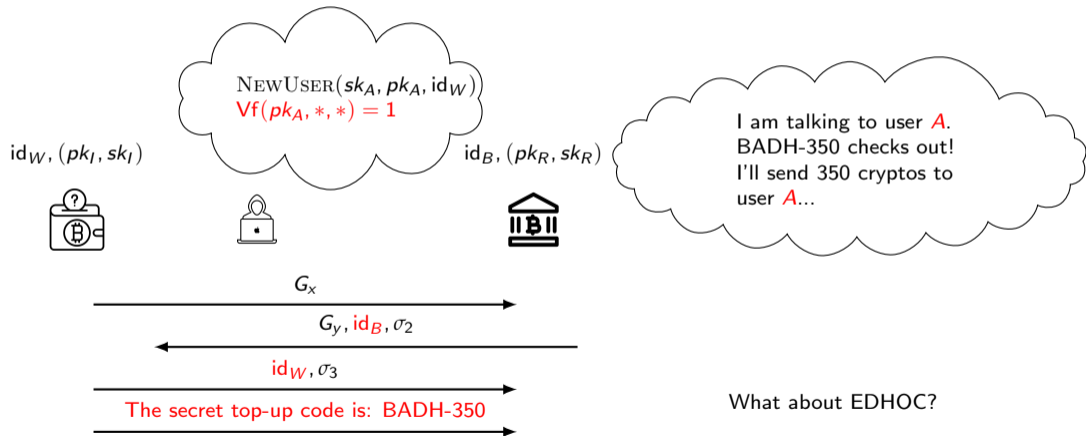 NewUser(sk_A, pk_A, id_W)
Vf(pk_A, *, *) = 1
id_W, (pk_I, sk_I)
id_B, (pk_R, sk_R)
I am talking to user A.
BADH-350 checks out!
I'll send 350 cryptos to
user A...
?
₿
₿
G_x
G_y, id_B, σ_2
id_W, σ_3
The secret top-up code is: BADH-350
What about EDHOC?